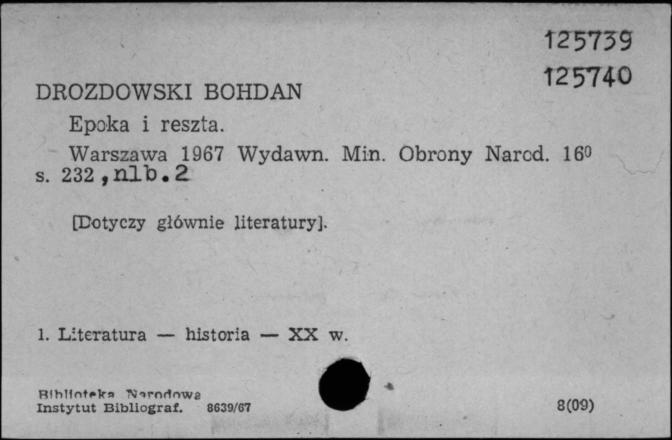 125739
125740
DROZDOWSKI BOHDAN
Epoka i reszta.
Warszawa 1967 Wydawn. Min. Obrony Narod. 16⁰
s. 232, nlb. 2
[Dotyczy głównie literatury].
1. Literatura — historia — XX w.
Biblioteka Narodowa
Instytut Bibliograf. 8639/67
8(09)